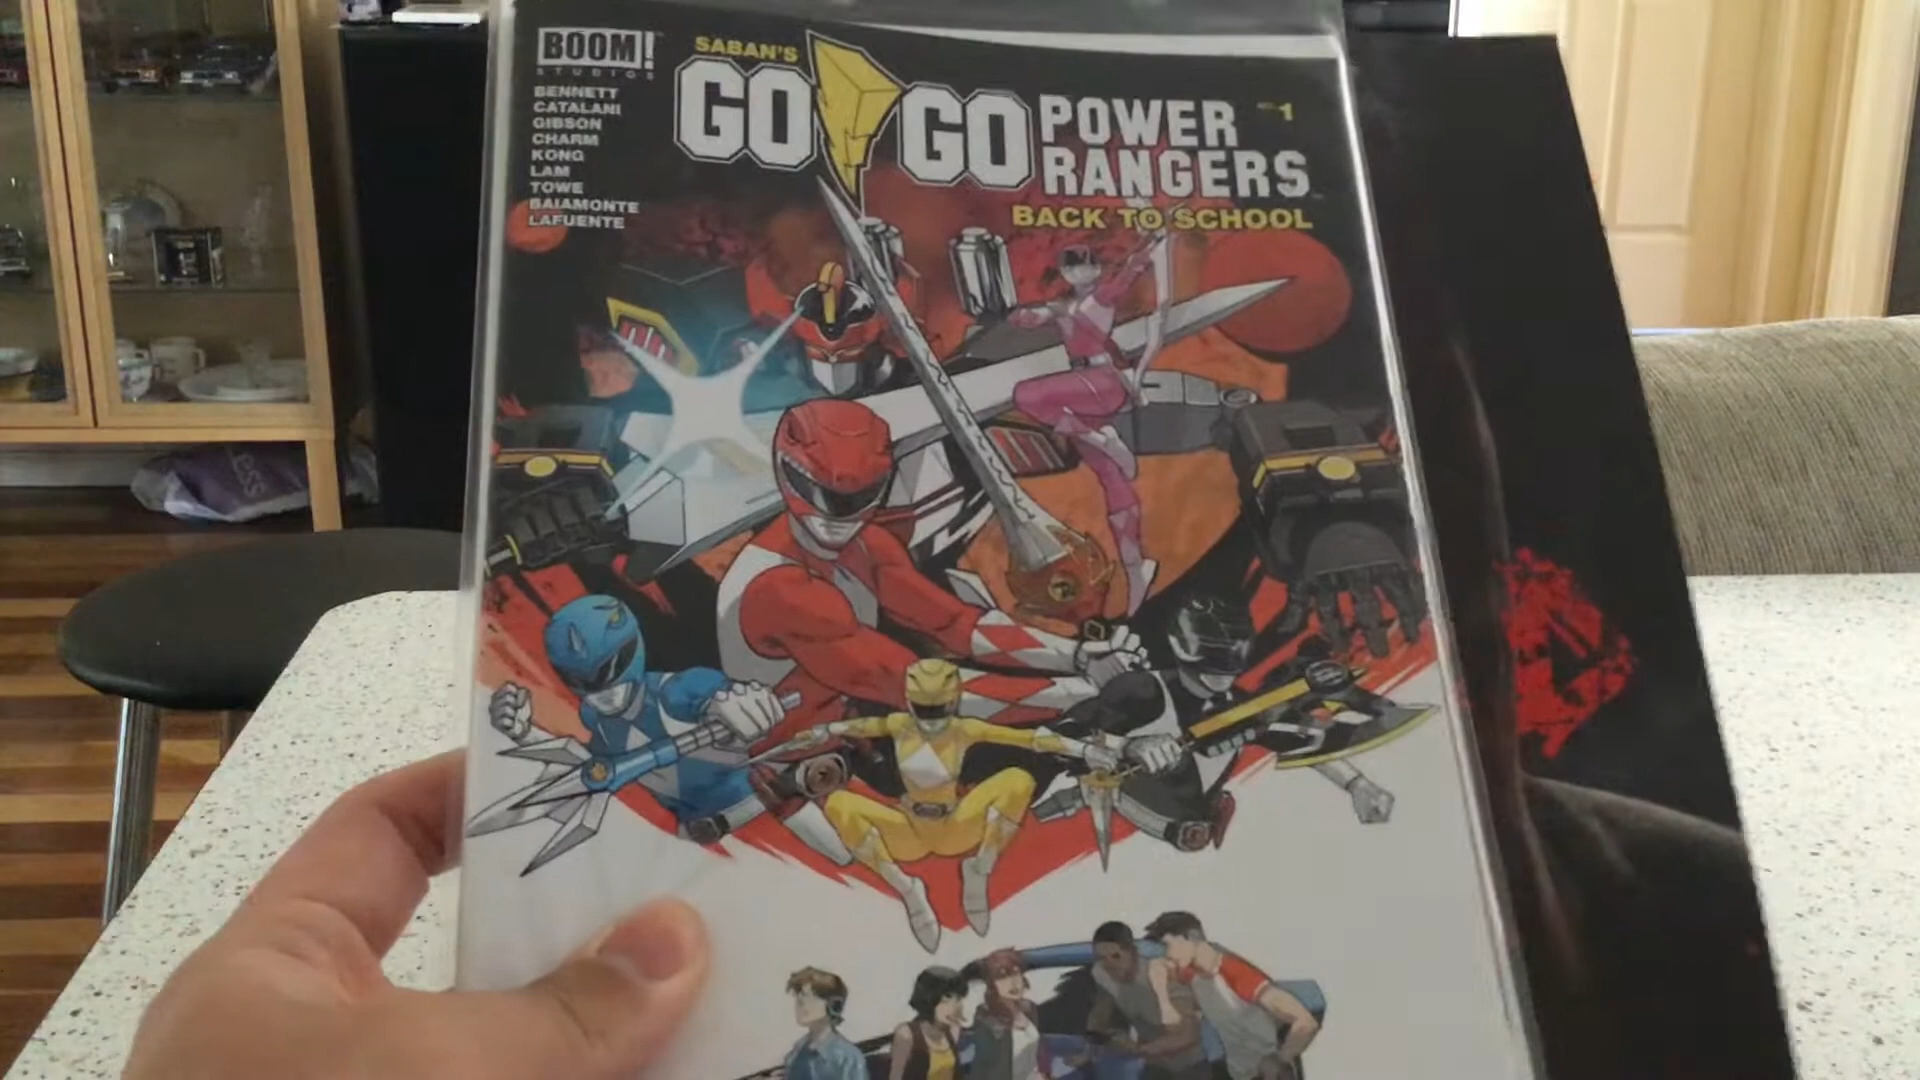 BOOM!
STUDIOS
BENNETT
CATALANI
GIBSON
CHARM
KONG
LAM
TOWE
BAIAMONTE
LAFUENTE
SABAN'S
GO GO POWER RANGERS
BACK TO SCHOOL
1
ess